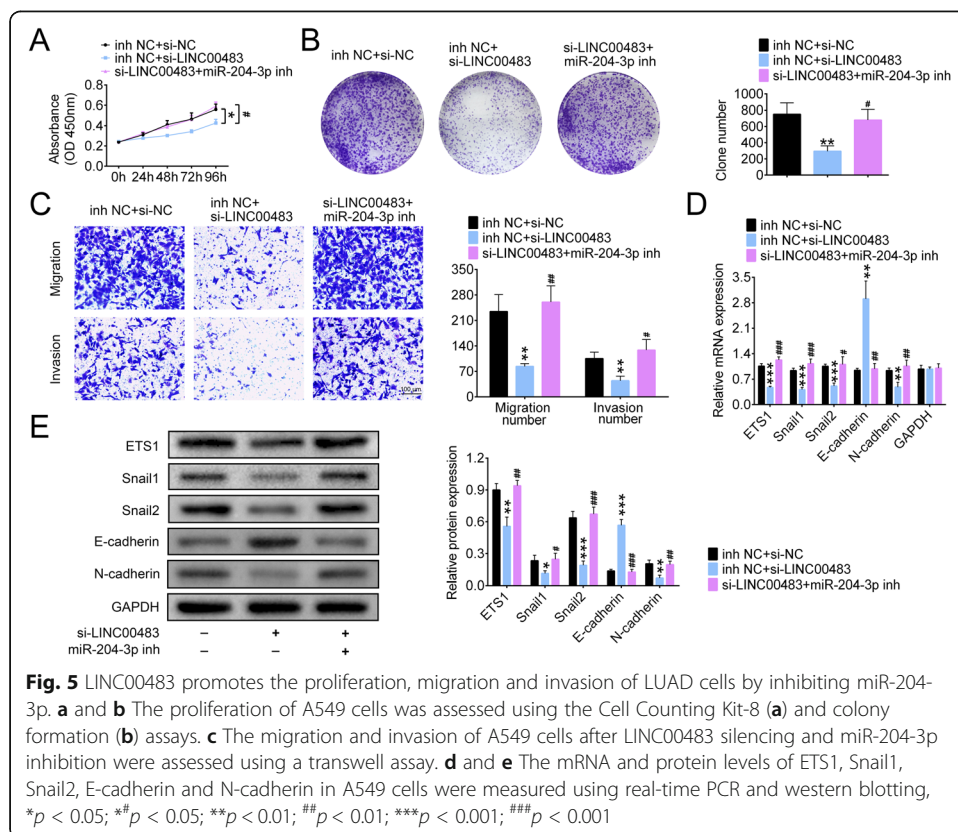 A
inh NC+si-NC
inh NC+si-LINC00483
si-LINC00483+miR-204-3p inh
Absorbance
(OD 450nm)
0.8
0.6
0.4
0.2
0.0
0h 24h 48h 72h 96h
*
#
B
inh NC+si-NC
inh NC+
si-LINC00483
si-LINC00483+
miR-204-3p inh
inh NC+si-NC
inh NC+si-LINC00483
si-LINC00483+miR-204-3p inh
Clone number
1000
800
600
400
200
0
**
#
C
inh NC+si-NC
inh NC+
si-LINC00483
si-LINC00483+
miR-204-3p inh
Migration
Invasion
100 μm
inh NC+si-NC
inh NC+si-LINC00483
si-LINC00483+miR-204-3p inh
350
280
210
140
70
0
**
##
**
#
Migration
number
Invasion
number
D
inh NC+si-NC
inh NC+si-LINC00483
si-LINC00483+miR-204-3p inh
Relative mRNA expression
3.5
2.8
2.1
1.4
0.7
0.0
***
###
***
###
***
#
**
##
**
##
ETS1
Snail1
Snail2
E-cadherin
N-cadherin
GAPDH
E
ETS1
Snail1
Snail2
E-cadherin
N-cadherin
GAPDH
si-LINC00483 – + +
miR-204-3p inh – – +
Relative protein expression
0.9
0.6
0.3
0.0
**
##
*
#
***
###
***
###
**
##
ETS1
Snail1
Snail2
E-cadherin
N-cadherin
inh NC+si-NC
inh NC+si-LINC00483
si-LINC00483+miR-204-3p inh
Fig. 5 LINC00483 promotes the proliferation, migration and invasion of LUAD cells by inhibiting miR-204-
3p. a and b The proliferation of A549 cells was assessed using the Cell Counting Kit-8 (a) and colony
formation (b) assays. c The migration and invasion of A549 cells after LINC00483 silencing and miR-204-3p
inhibition were assessed using a transwell assay. d and e The mRNA and protein levels of ETS1, Snail1,
Snail2, E-cadherin and N-cadherin in A549 cells were measured using real-time PCR and western blotting,
*p < 0.05; *#p < 0.05; **p < 0.01; ##p < 0.01; ***p < 0.001; ###p < 0.001